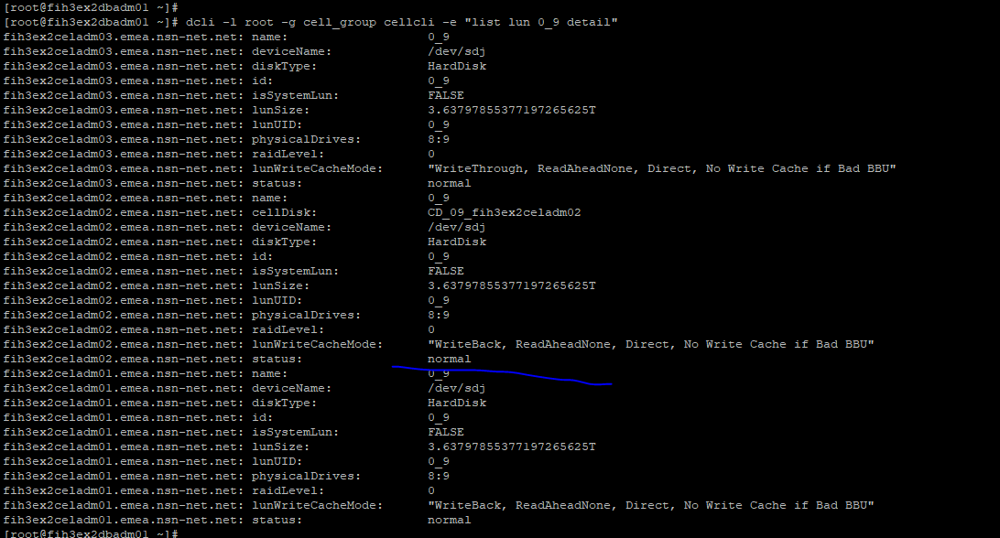 [root@fih3ex2dbadm01 ~]#
[root@fih3ex2dbadm01 ~]# dcli -l root -g cell_group cellcli -e "list lun 0_9 detail"
fih3ex2celadm03.emea.nsn-net.net: name: 0_9
fih3ex2celadm03.emea.nsn-net.net: deviceName: /dev/sdj
fih3ex2celadm03.emea.nsn-net.net: diskType: HardDisk
fih3ex2celadm03.emea.nsn-net.net: id: 0_9
fih3ex2celadm03.emea.nsn-net.net: isSystemLun: FALSE
fih3ex2celadm03.emea.nsn-net.net: lunSize: 3.63797855377197265625T
fih3ex2celadm03.emea.nsn-net.net: lunUID: 0_9
fih3ex2celadm03.emea.nsn-net.net: physicalDrives: 8:9
fih3ex2celadm03.emea.nsn-net.net: raidLevel: 0
fih3ex2celadm03.emea.nsn-net.net: lunWriteCacheMode: "WriteThrough, ReadAheadNone, Direct, No Write Cache if Bad BBU"
fih3ex2celadm03.emea.nsn-net.net: status: normal
fih3ex2celadm02.emea.nsn-net.net: name: 0_9
fih3ex2celadm02.emea.nsn-net.net: cellDisk: CD_09_fih3ex2celadm02
fih3ex2celadm02.emea.nsn-net.net: deviceName: /dev/sdj
fih3ex2celadm02.emea.nsn-net.net: diskType: HardDisk
fih3ex2celadm02.emea.nsn-net.net: id: 0_9
fih3ex2celadm02.emea.nsn-net.net: isSystemLun: FALSE
fih3ex2celadm02.emea.nsn-net.net: lunSize: 3.63797855377197265625T
fih3ex2celadm02.emea.nsn-net.net: lunUID: 0_9
fih3ex2celadm02.emea.nsn-net.net: physicalDrives: 8:9
fih3ex2celadm02.emea.nsn-net.net: raidLevel: 0
fih3ex2celadm02.emea.nsn-net.net: lunWriteCacheMode: "WriteBack, ReadAheadNone, Direct, No Write Cache if Bad BBU"
fih3ex2celadm02.emea.nsn-net.net: status: normal
fih3ex2celadm01.emea.nsn-net.net: name: 0_9
fih3ex2celadm01.emea.nsn-net.net: deviceName: /dev/sdj
fih3ex2celadm01.emea.nsn-net.net: diskType: HardDisk
fih3ex2celadm01.emea.nsn-net.net: id: 0_9
fih3ex2celadm01.emea.nsn-net.net: isSystemLun: FALSE
fih3ex2celadm01.emea.nsn-net.net: lunSize: 3.63797855377197265625T
fih3ex2celadm01.emea.nsn-net.net: lunUID: 0_9
fih3ex2celadm01.emea.nsn-net.net: physicalDrives: 8:9
fih3ex2celadm01.emea.nsn-net.net: raidLevel: 0
fih3ex2celadm01.emea.nsn-net.net: lunWriteCacheMode: "WriteBack, ReadAheadNone, Direct, No Write Cache if Bad BBU"
fih3ex2celadm01.emea.nsn-net.net: status: normal
[root@fih3ex2dbadm01 ~]#